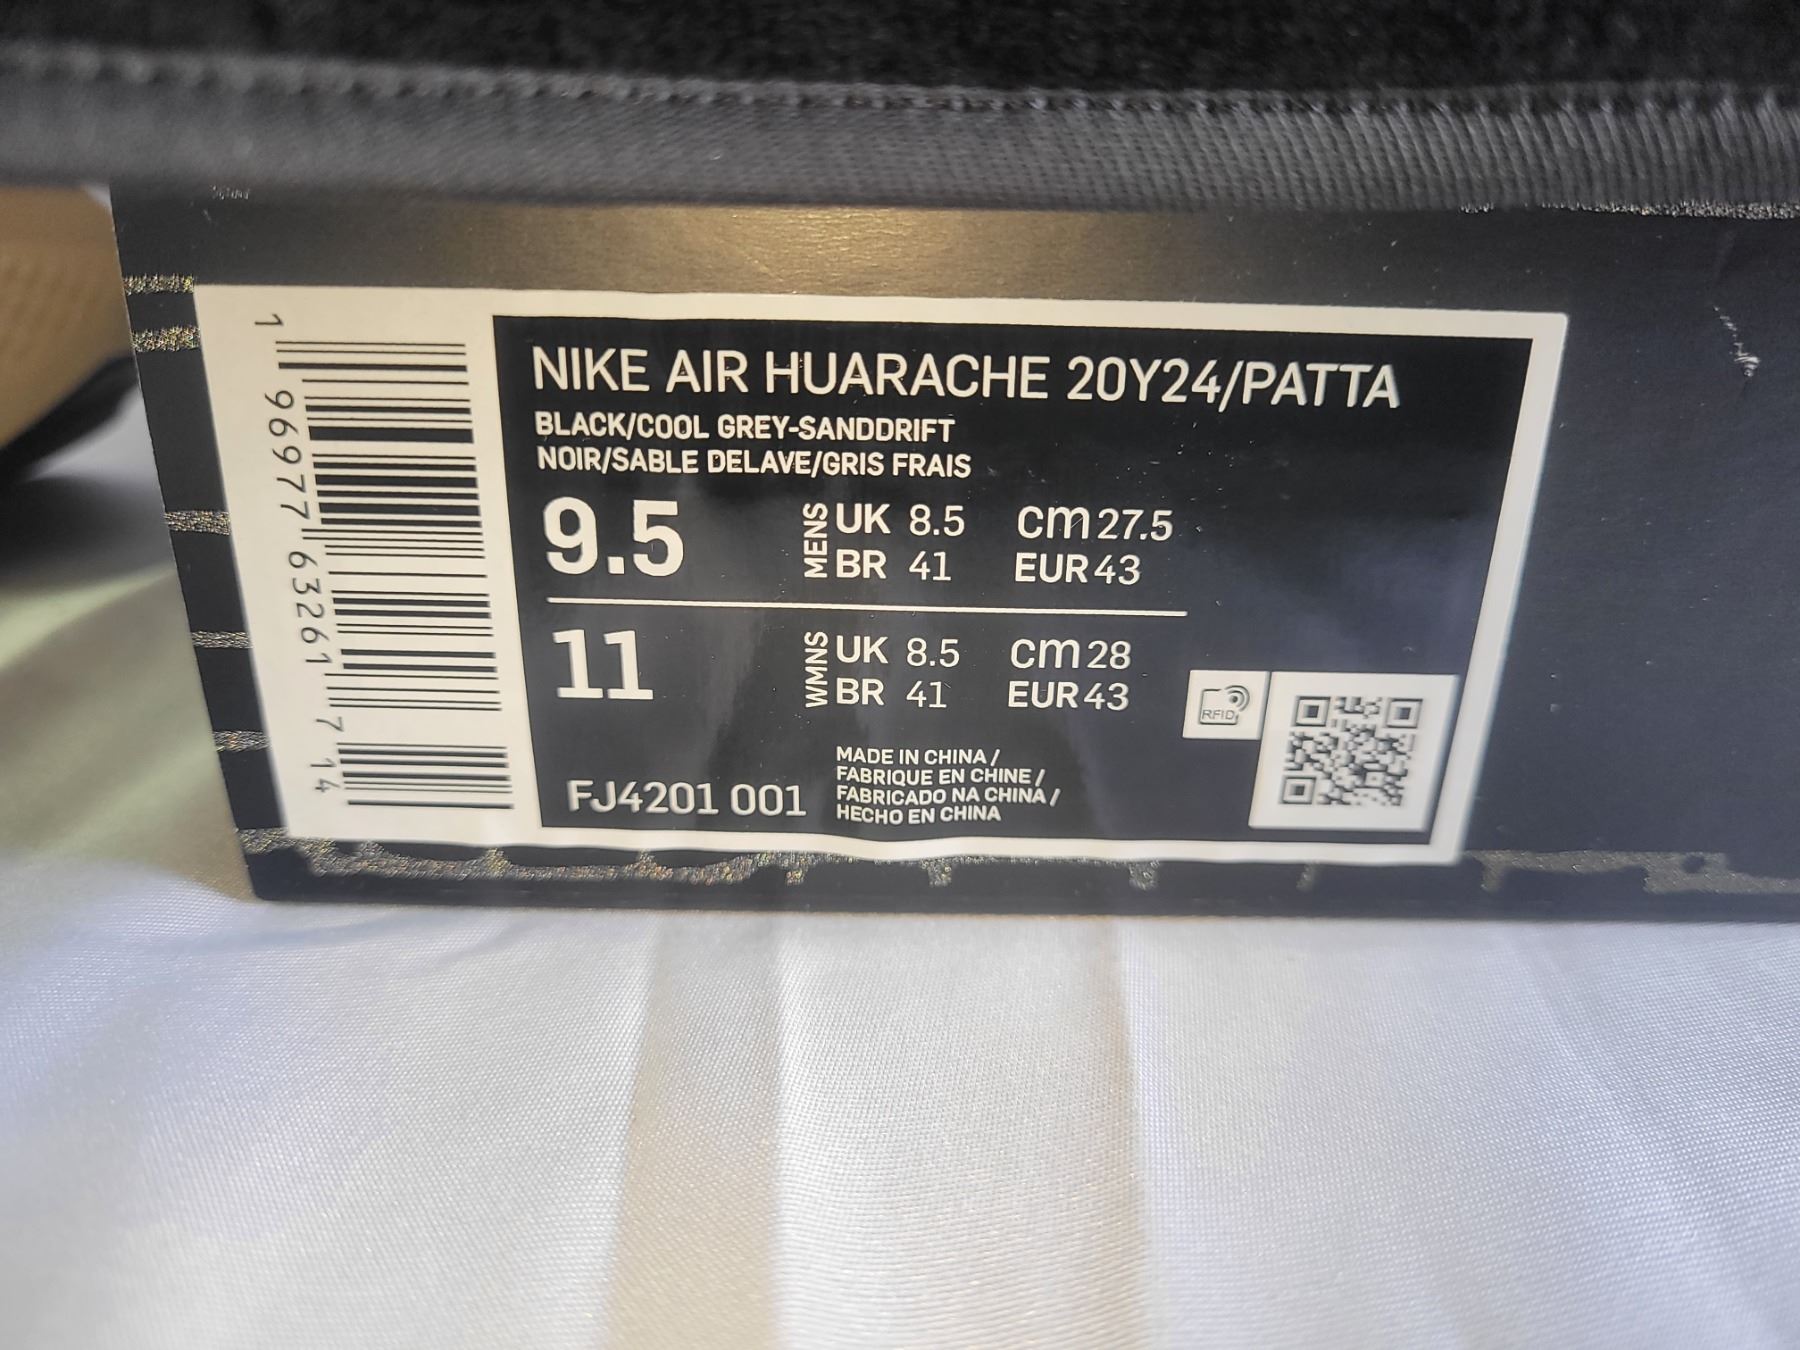 1 96977 63261 7 14
NIKE AIR HUARACHE 20Y24/PATTA
BLACK/COOL GREY-SANDDRIFT
NOIR/SABLE DELAVE/GRIS FRAIS
9.5 MENS UK 8.5 cm 27.5
BR 41 EUR 43
11 WMNS UK 8.5 cm 28
BR 41 EUR 43
RFID
FJ4201 001
MADE IN CHINA /
FABRIQUE EN CHINE /
FABRICADO NA CHINA /
HECHO EN CHINA